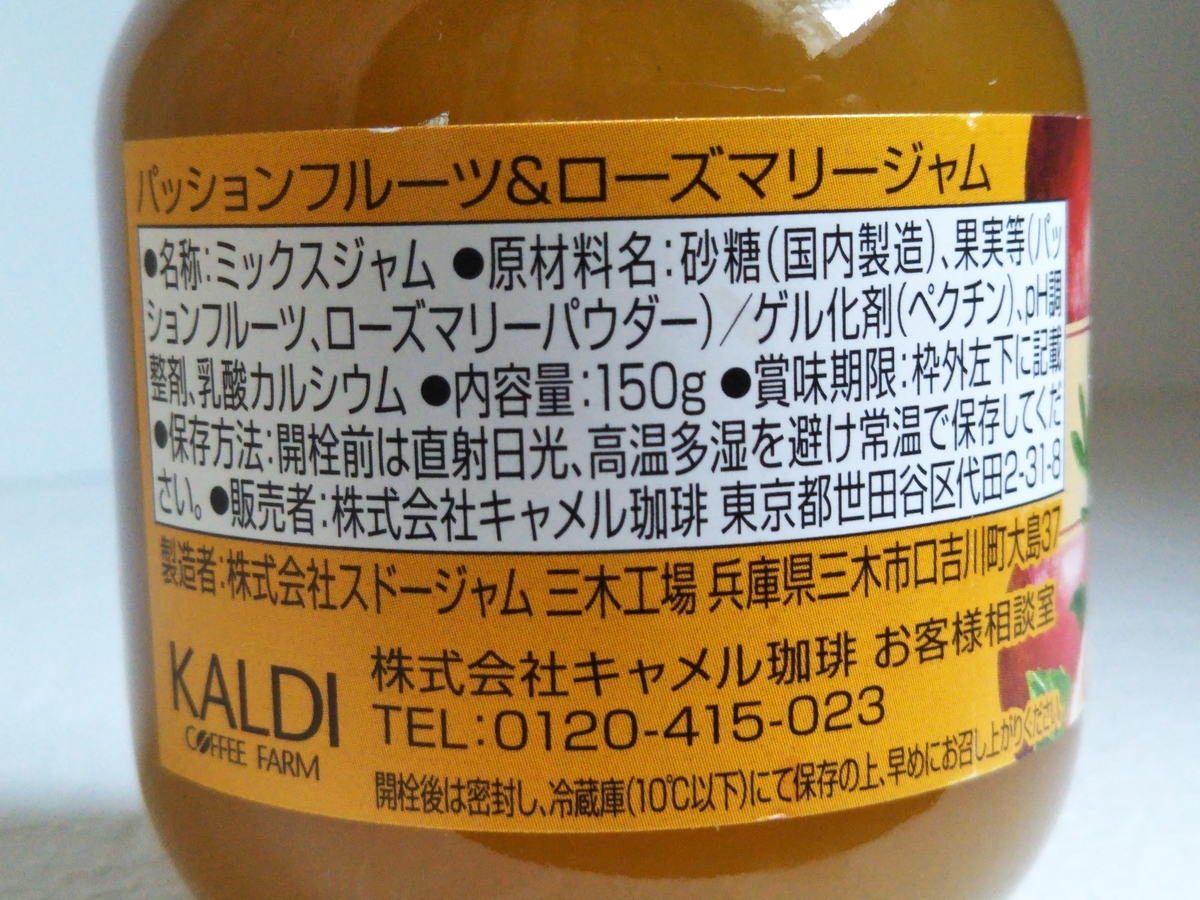 パッションフルーツ&ローズマリージャム
●名称:ミックスジャム ●原材料名:砂糖(国内製造)、果実等(パッ
ションフルーツ、ローズマリーパウダー)/ゲル化剤(ペクチン)、pH調
整剤、乳酸カルシウム ●内容量:150g ●賞味期限:枠外左下に記載
●保存方法:開栓前は直射日光、高温多湿を避け常温で保存してくだ
さい。 ●販売者:株式会社キャメル珈琲 東京都世田谷区代田2-31-8
製造者:株式会社スドージャム 三木工場 兵庫県三木市口吉川町大島37
KALDI
COFFEE FARM
株式会社キャメル珈琲 お客様相談室
TEL:0120-415-023
開栓後は密封し、冷蔵庫(10℃以下)にて保存の上、早めにお召し上がりください。